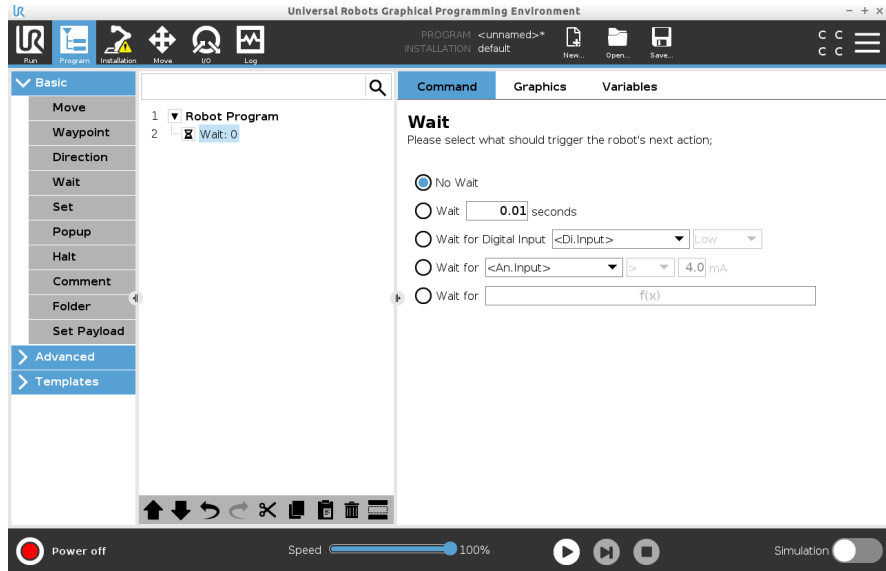 UR Universal Robots Graphical Programming Environment
Run Program Installation Move I/O Log
PROGRAM <unnamed>*
INSTALLATION default
New... Open... Save...
C C
C C
Basic
Move
Waypoint
Direction
Wait
Set
Popup
Halt
Comment
Folder
Set Payload
Advanced
Templates
1 Robot Program
2 Wait: 0
Command Graphics Variables
Wait
Please select what should trigger the robot's next action;
No Wait
Wait 0.01 seconds
Wait for Digital Input <Di.Input> Low
Wait for <An.Input> > 4.0 mA
Wait for f(x)
Power off Speed 100% Simulation